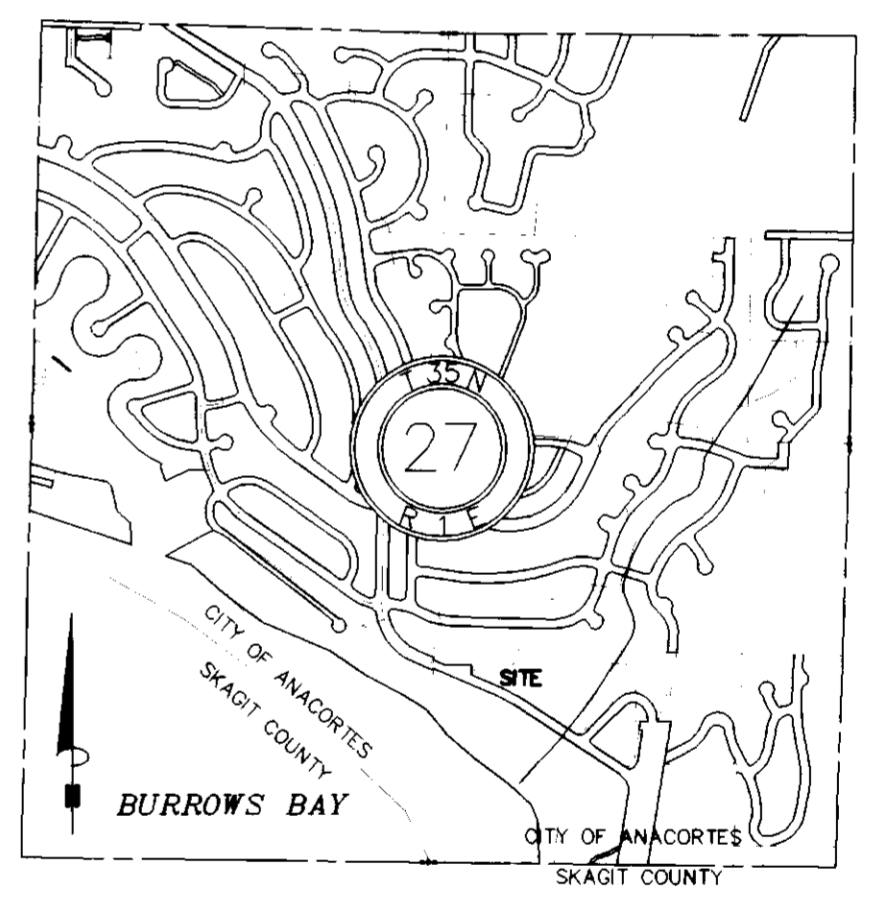 T 35 N
27
R 1 E
CITY OF ANACORTES
SKAGIT COUNTY
SITE
BURROWS BAY
CITY OF ANACORTES
SKAGIT COUNTY